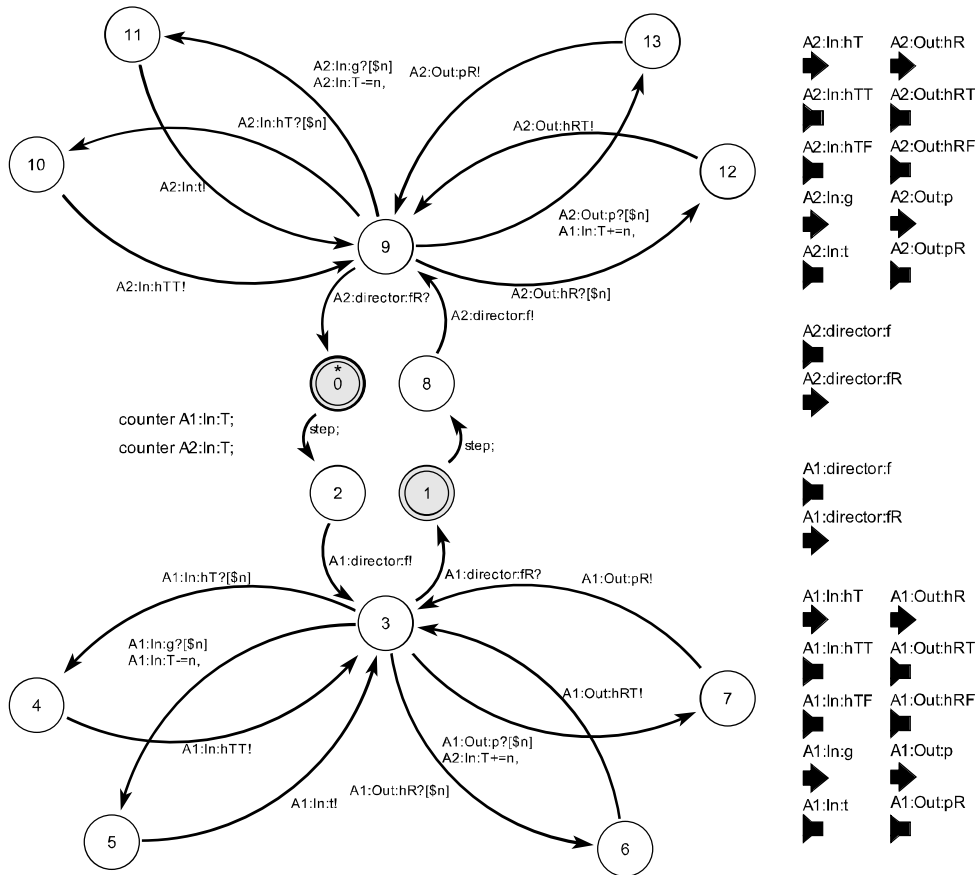 11
13
A2:In:g?[$n]
A2:In:T-=n,
A2:Out:pR!
A2:In:hT?[$n]
A2:Out:hRT!
10
12
A2:In:t!
A2:Out:p?[$n]
A1:In:T+=n,
9
A2:In:hTT!
A2:Out:hR?[$n]
A2:director:fR?
A2:director:f!
*
0
8
counter A1:In:T;
counter A2:In:T;
step;
step;
2
1
A1:director:f!
A1:director:fR?
A1:In:hT?[$n]
A1:Out:pR!
3
A1:In:g?[$n]
A1:In:T-=n,
4
7
A1:Out:hRT!
A1:In:hTT!
A1:Out:p?[$n]
A2:In:T+=n,
A1:In:t!
A1:Out:hR?[$n]
5
6
A2:In:hT A2:Out:hR
A2:In:hTT A2:Out:hRT
A2:In:hTF A2:Out:hRF
A2:In:g A2:Out:p
A2:In:t A2:Out:pR
A2:director:f
A2:director:fR
A1:director:f
A1:director:fR
A1:In:hT A1:Out:hR
A1:In:hTT A1:Out:hRT
A1:In:hTF A1:Out:hRF
A1:In:g A1:Out:p
A1:In:t A1:Out:pR